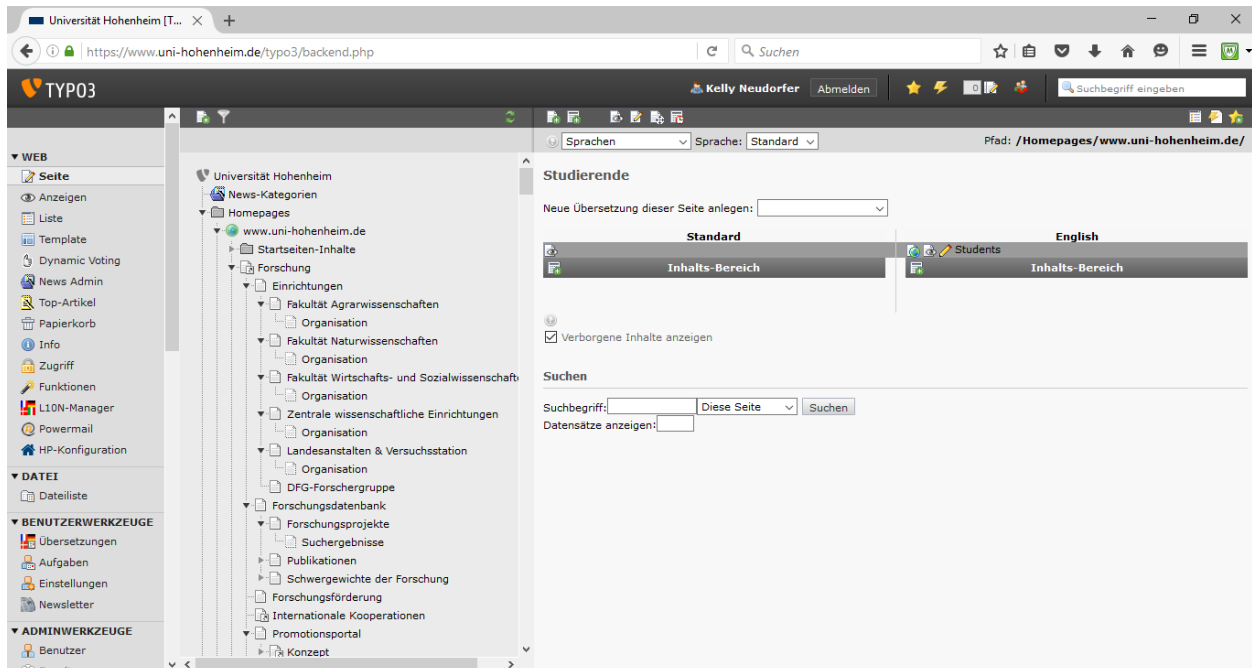 Universität Hohenheim [T...
https://www.uni-hohenheim.de/typo3/backend.php
Suchen
TYPO3
Kelly Neudorfer
Abmelden
0
Suchbegriff eingeben
Sprachen
Sprache: Standard
Pfad: /Homepages/www.uni-hohenheim.de/
WEB
Seite
Anzeigen
Liste
Template
Dynamic Voting
News Admin
Top-Artikel
Papierkorb
Info
Zugriff
Funktionen
L10N-Manager
Powermail
HP-Konfiguration
DATEI
Dateiliste
BENUTZERWERKZEUGE
Übersetzungen
Aufgaben
Einstellungen
Newsletter
ADMINWERKZEUGE
Benutzer
Universität Hohenheim
News-Kategorien
Homepages
www.uni-hohenheim.de
Startseiten-Inhalte
Forschung
Einrichtungen
Fakultät Agrarwissenschaften
Organisation
Fakultät Naturwissenschaften
Organisation
Fakultät Wirtschafts- und Sozialwissenschaft
Organisation
Zentrale wissenschaftliche Einrichtungen
Organisation
Landesanstalten & Versuchsstation
Organisation
DFG-Forschergruppe
Forschungsdatenbank
Forschungsprojekte
Suchergebnisse
Publikationen
Schwergewichte der Forschung
Forschungsförderung
Internationale Kooperationen
Promotionsportal
Konzept
Studierende
Neue Übersetzung dieser Seite anlegen:
Standard
English
Students
Inhalts-Bereich
Inhalts-Bereich
Verborgene Inhalte anzeigen
Suchen
Suchbegriff:
Diese Seite
Suchen
Datensätze anzeigen: